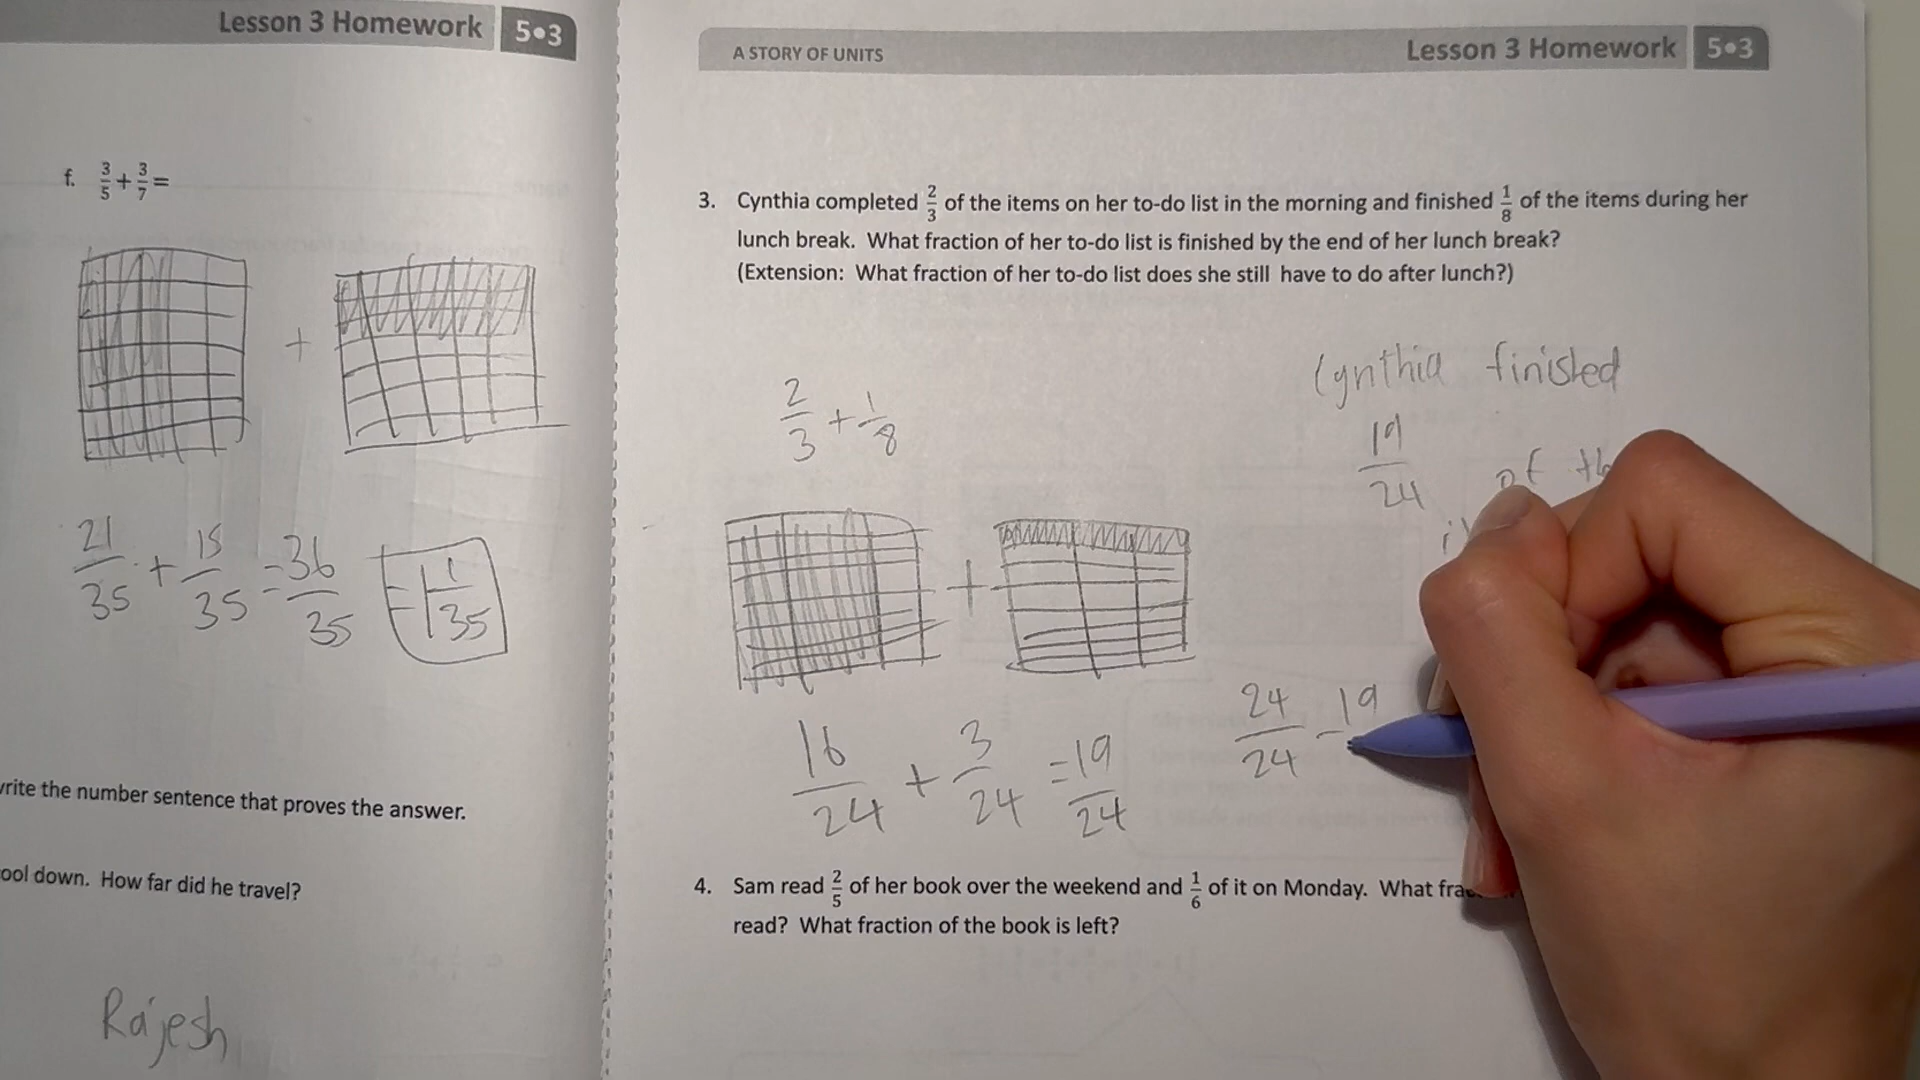 Lesson 3 Homework 5•3
f. 3/5 + 3/7 =
+
21/35 + 15/35 = 36/35 = 1 1/35
write the number sentence that proves the answer.
ool down. How far did he travel?
Rajesh
A STORY OF UNITS
Lesson 3 Homework 5•3
3. Cynthia completed 2/3 of the items on her to-do list in the morning and finished 1/8 of the items during her
lunch break. What fraction of her to-do list is finished by the end of her lunch break?
(Extension: What fraction of her to-do list does she still have to do after lunch?)
2/3 + 1/8
Cynthia finished
19/24 of
+
16/24 + 3/24 = 19/24
24/24 - 19
4. Sam read 2/5 of her book over the weekend and 1/6 of it on Monday. What
read? What fraction of the book is left?